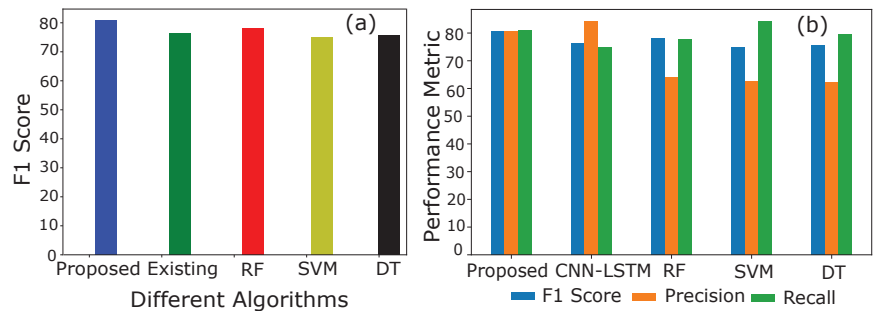 (a)
F1 Score
80
70
60
50
40
30
20
10
0
Proposed Existing RF SVM DT
Different Algorithms
(b)
Performance Metric
80
70
60
50
40
30
20
10
0
Proposed CNN-LSTM RF SVM DT
F1 Score Precision Recall